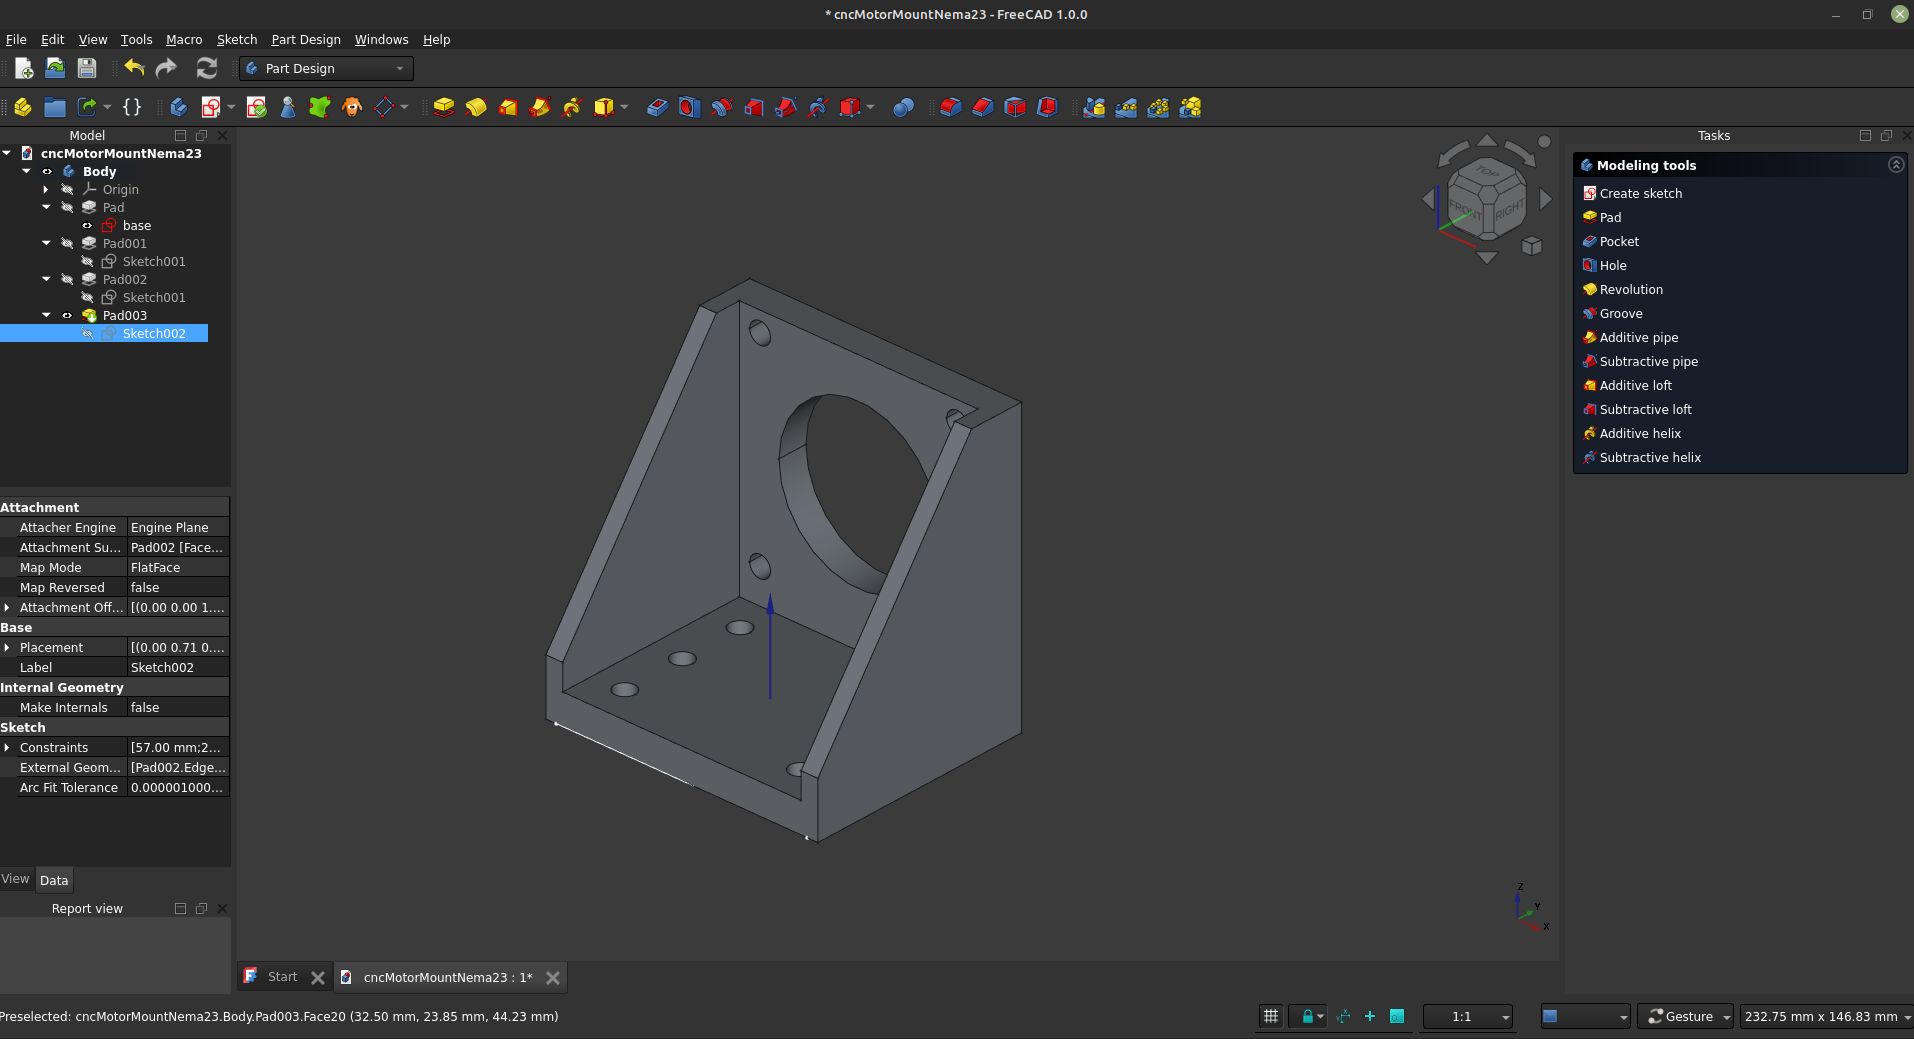 * cncMotorMountNema23 - FreeCAD 1.0.0
File Edit View Tools Macro Sketch Part Design Windows Help
Part Design
Model
cncMotorMountNema23
Body
Origin
Pad
base
Pad001
Sketch001
Pad002
Sketch001
Pad003
Sketch002
Attachment
Attacher Engine Engine Plane
Attachment Su... Pad002 [Face...
Map Mode FlatFace
Map Reversed false
Attachment Off... [(0.00 0.00 1....
Base
Placement [(0.00 0.71 0....
Label Sketch002
Internal Geometry
Make Internals false
Sketch
Constraints [57.00 mm;2...
External Geom... [Pad002.Edge...
Arc Fit Tolerance 0.000001000...
View Data
Report view
TOP
FRONT
RIGHT
Z
Y
X
Start
cncMotorMountNema23 : 1*
Tasks
Modeling tools
Create sketch
Pad
Pocket
Hole
Revolution
Groove
Additive pipe
Subtractive pipe
Additive loft
Subtractive loft
Additive helix
Subtractive helix
Preselected: cncMotorMountNema23.Body.Pad003.Face20 (32.50 mm, 23.85 mm, 44.23 mm)
1:1
Gesture
232.75 mm x 146.83 mm